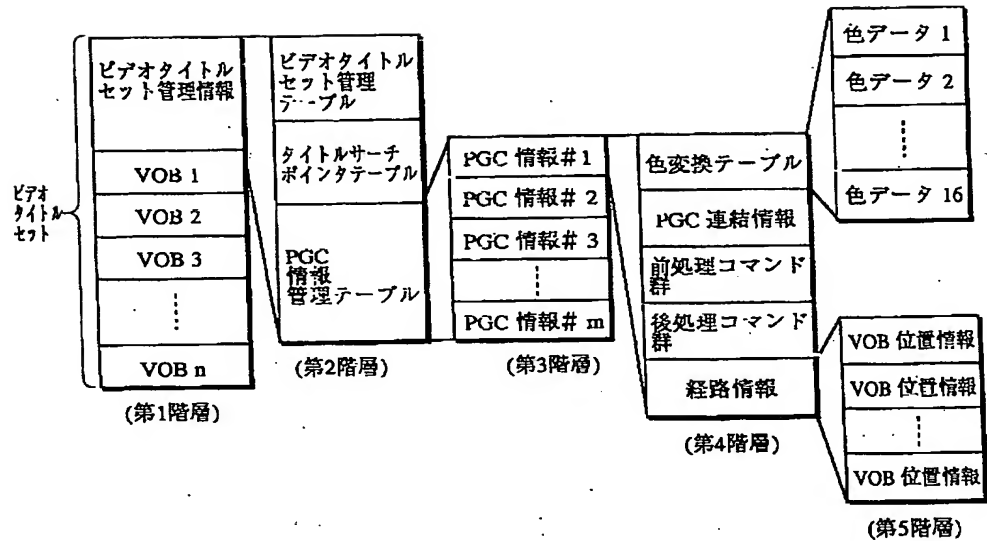 ビデオ
タイトル
セット
ビデオタイトル
セット管理情報
VOB 1
VOB 2
VOB 3
VOB n
(第1階層)
ビデオタイトル
セット管理
テーブル
タイトルサーチ
ポインタテーブル
PGC
情報
管理テーブル
(第2階層)
PGC 情報#1
PGC 情報# 2
PGC 情報# 3
PGC 情報# m
(第3階層)
色変換テーブル
PGC 連結情報
前処理コマンド
群
後処理コマンド
群
経路情報
(第4階層)
色データ 1
色データ 2
色データ 16
VOB 位置情報
VOB 位置情報
VOB 位置情報
(第5階層)